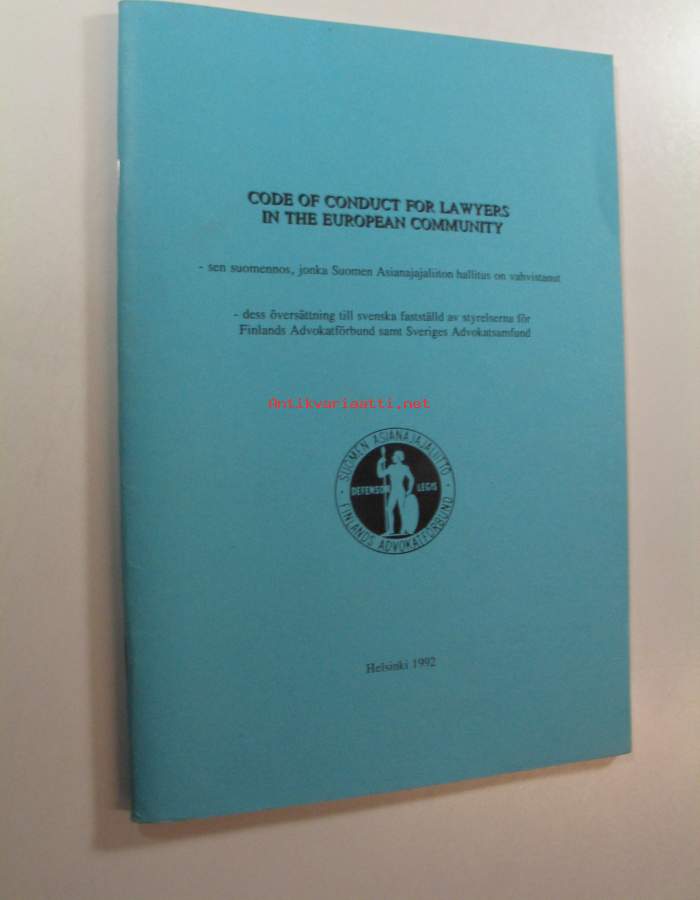 CODE OF CONDUCT FOR LAWYERS
IN THE EUROPEAN COMMUNITY
- sen suomennos, jonka Suomen Asianajajaliiton hallitus on vahvistanut
- dess översättning till svenska fastställd av styrelserna för
Finlands Advokatförbund samt Sveriges Advokatsamfund
Antikvariaatti.net
· SUOMEN ASIANAJAJALIITTO ·
DEFENSOR LEGIS
FINLANDS ADVOKATFÖRBUND
Helsinki 1992